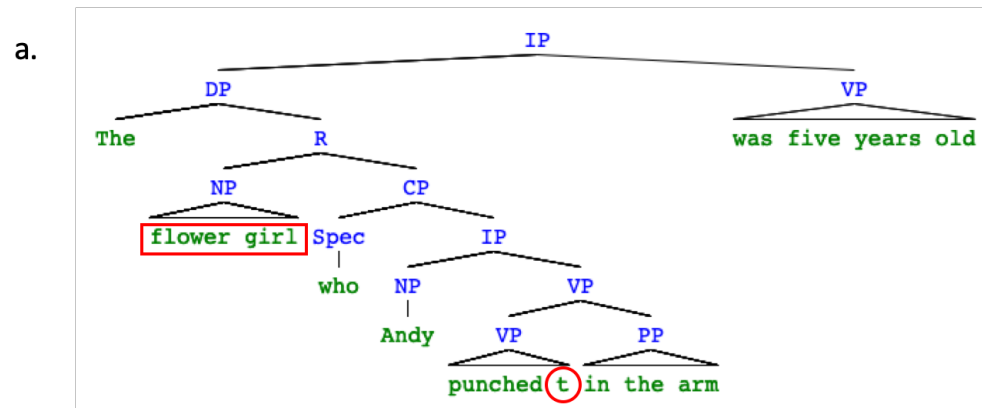 a.
IP
DP VP
The R was five years old
NP CP
flower girl Spec IP
who NP VP
Andy VP PP
punched t in the arm